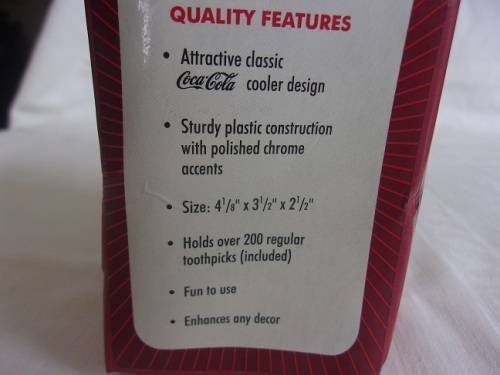 QUALITY FEATURES
• Attractive classic
Coca-Cola cooler design
• Sturdy plastic construction
with polished chrome
accents
• Size: 4 1/8" x 3 1/2" x 2 1/2"
• Holds over 200 regular
toothpicks (included)
• Fun to use
• Enhances any decor